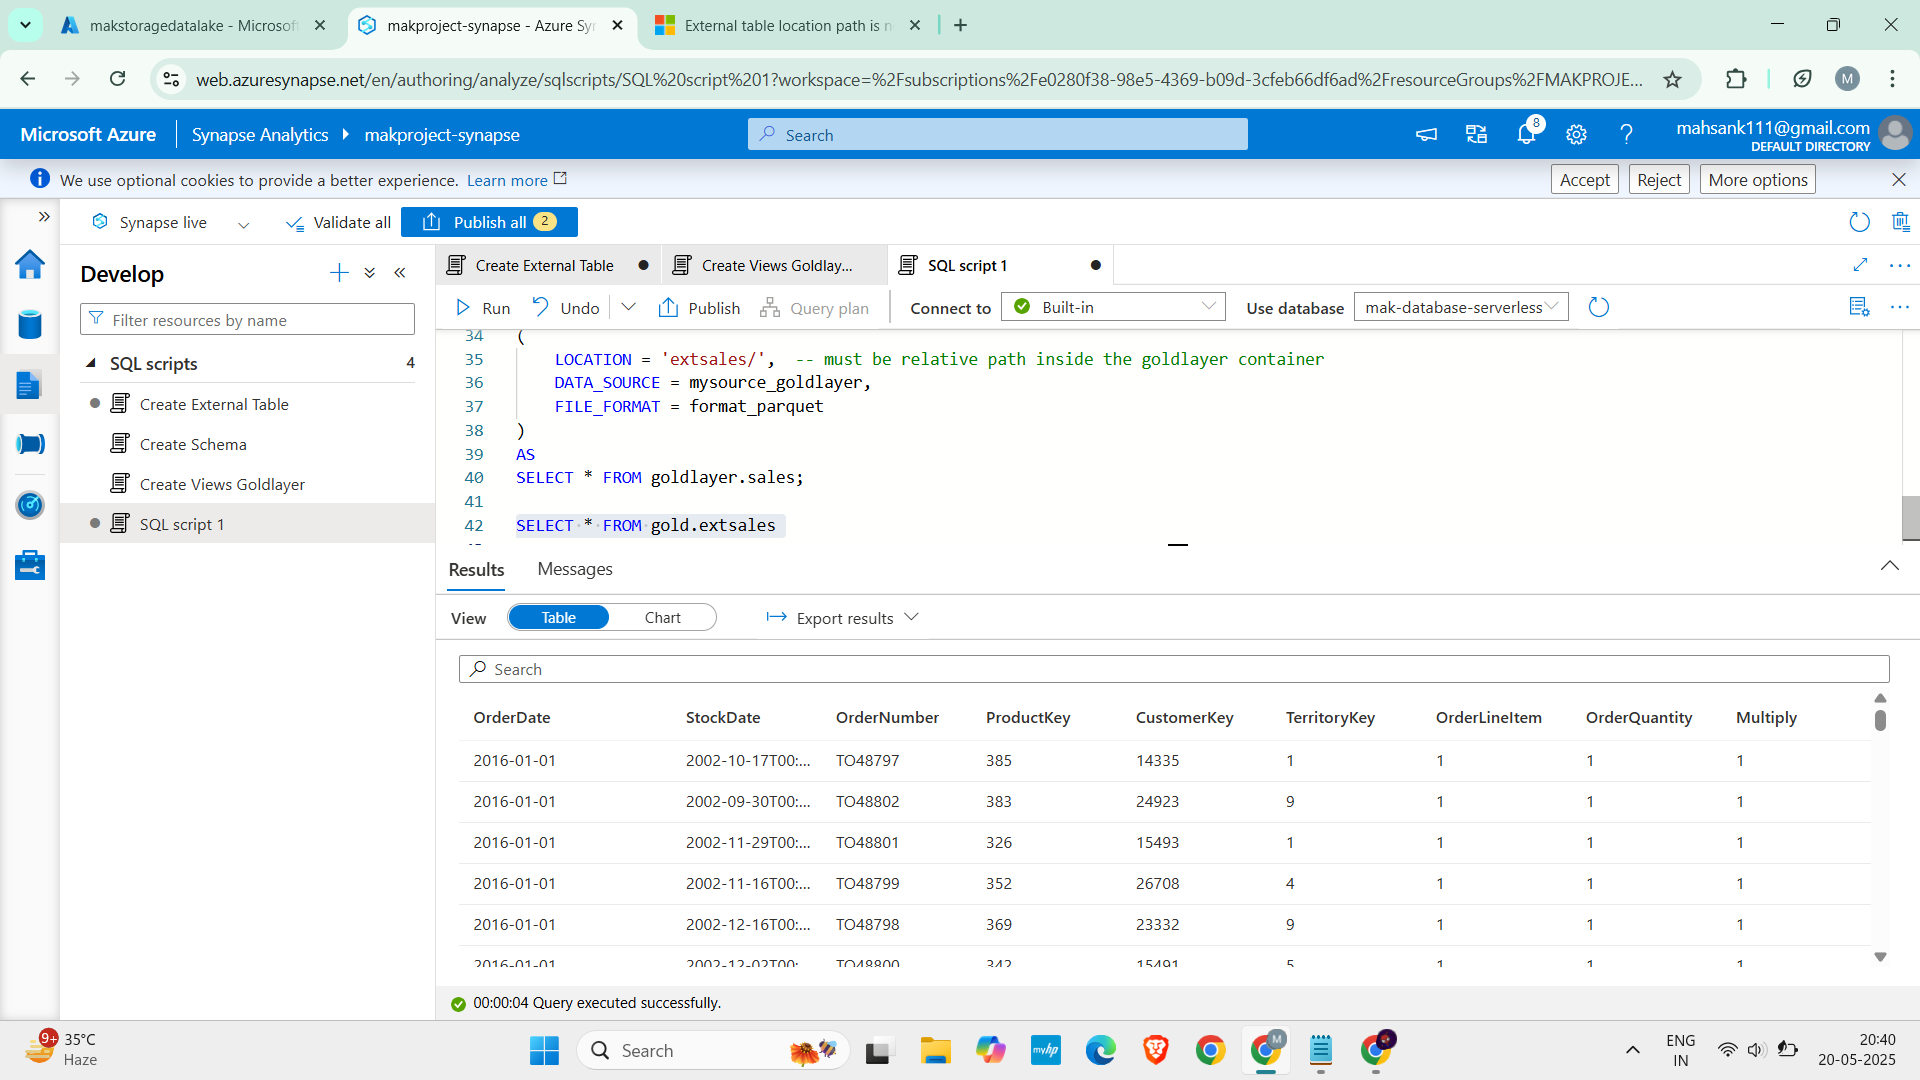 makstoragedatalake - Microsof
makproject-synapse - Azure Sy
External table location path is n
web.azuresynapse.net/en/authoring/analyze/sqlscripts/SQL%20script%201?workspace=%2Fsubscriptions%2Fe0280f38-98e5-4369-b09d-3cfeb66df6ad%2FresourceGroups%2FMAKPROJE...
M
Microsoft Azure
Synapse Analytics
makproject-synapse
Search
8
mahsank111@gmail.com
DEFAULT DIRECTORY
We use optional cookies to provide a better experience. Learn more
Accept
Reject
More options
Synapse live
Validate all
Publish all 2
Develop
Filter resources by name
SQL scripts 4
Create External Table
Create Schema
Create Views Goldlayer
SQL script 1
Create External Table
Create Views Goldlay...
SQL script 1
Run
Undo
Publish
Query plan
Connect to
Built-in
Use database
mak-database-serverless
34 (
35 LOCATION = 'extsales/', -- must be relative path inside the goldlayer container
36 DATA_SOURCE = mysource_goldlayer,
37 FILE_FORMAT = format_parquet
38 )
39 AS
40 SELECT * FROM goldlayer.sales;
41
42 SELECT * FROM gold.extsales
Results
Messages
View
Table
Chart
Export results
Search
OrderDate StockDate OrderNumber ProductKey CustomerKey TerritoryKey OrderLineItem OrderQuantity Multiply
2016-01-01 2002-10-17T00:... TO48797 385 14335 1 1 1 1
2016-01-01 2002-09-30T00:... TO48802 383 24923 9 1 1 1
2016-01-01 2002-11-29T00:... TO48801 326 15493 1 1 1 1
2016-01-01 2002-11-16T00:... TO48799 352 26708 4 1 1 1
2016-01-01 2002-12-16T00:... TO48798 369 23332 9 1 1 1
2016-01-01 2002-12-02T00: TO48800 342 15491 5 1 1 1
00:00:04 Query executed successfully.
9+
35°C
Haze
Search
myhp
M
ENG
IN
20:40
20-05-2025